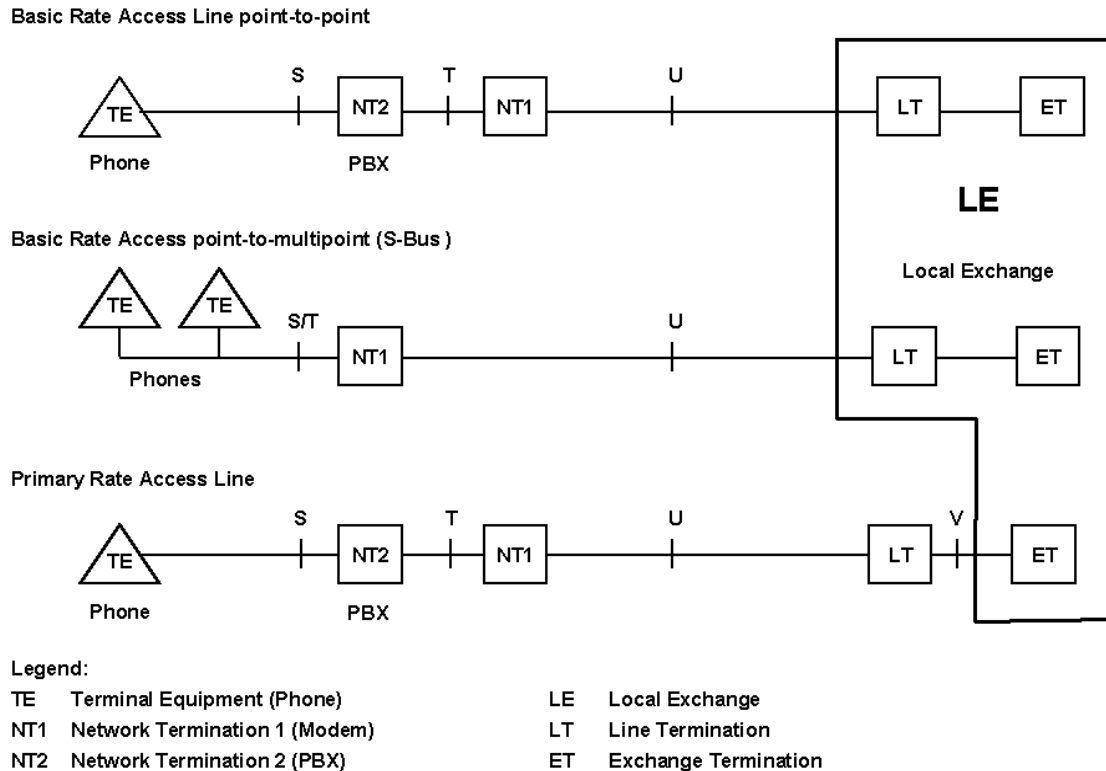 Basic Rate Access Line point-to-point
S T U
TE NT2 NT1 LT ET
Phone PBX
LE
Basic Rate Access point-to-multipoint (S-Bus )
Local Exchange
TE TE S/T U
NT1 LT ET
Phones
Primary Rate Access Line
S T U V
TE NT2 NT1 LT ET
Phone PBX
Legend:
TE Terminal Equipment (Phone) LE Local Exchange
NT1 Network Termination 1 (Modem) LT Line Termination
NT2 Network Termination 2 (PBX) ET Exchange Termination